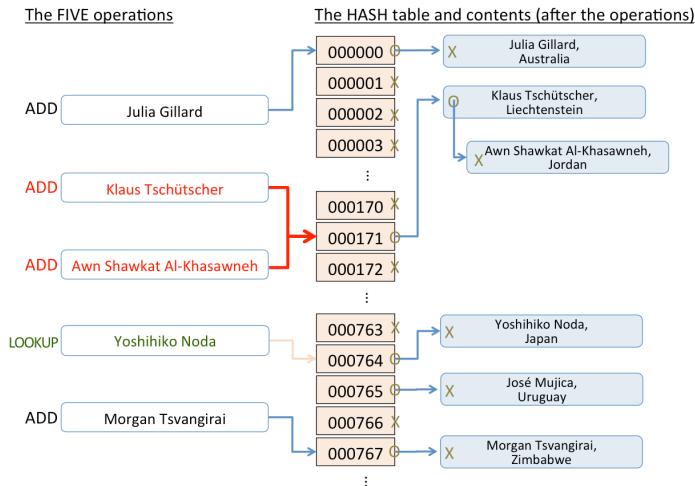 The FIVE operations
The HASH table and contents (after the operations)
000000 O
X Julia Gillard,
Australia
000001 X
ADD Julia Gillard
000002 X
000003 X
⋮
O Klaus Tschütscher,
Liechtenstein
X Awn Shawkat Al-Khasawneh,
Jordan
ADD Klaus Tschütscher
000170 X
000171 O
ADD Awn Shawkat Al-Khasawneh
000172 X
⋮
000763 X
LOOKUP Yoshihiko Noda
000764 O
X Yoshihiko Noda,
Japan
000765 O
X José Mujica,
Uruguay
ADD Morgan Tsvangirai
000766 X
000767 O
X Morgan Tsvangirai,
Zimbabwe
⋮